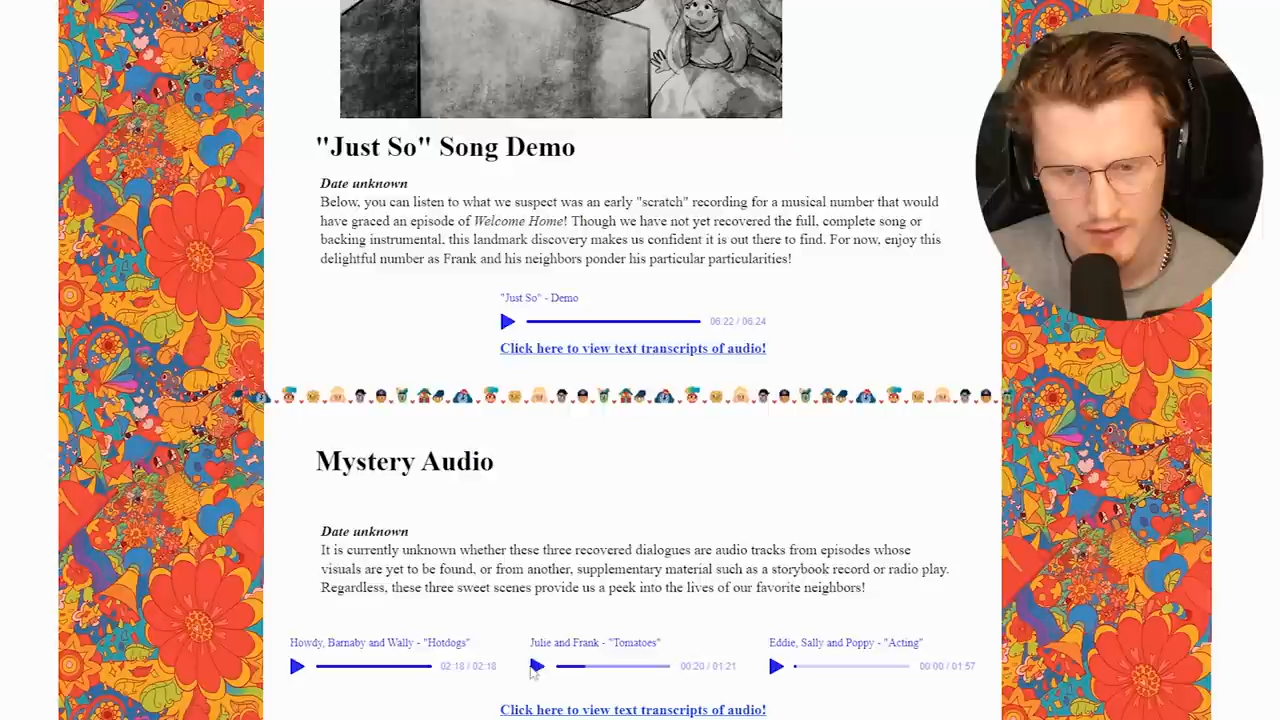 "Just So" Song Demo
Date unknown
Below, you can listen to what we suspect was an early "scratch" recording for a musical number that would
have graced an episode of Welcome Home! Though we have not yet recovered the full, complete song or
backing instrumental, this landmark discovery makes us confident it is out there to find. For now, enjoy this
delightful number as Frank and his neighbors ponder his particular particularities!
"Just So" - Demo
06:22 / 06:24
Click here to view text transcripts of audio!
Mystery Audio
Date unknown
It is currently unknown whether these three recovered dialogues are audio tracks from episodes whose
visuals are yet to be found, or from another, supplementary material such as a storybook record or radio play.
Regardless, these three sweet scenes provide us a peek into the lives of our favorite neighbors!
Howdy, Barnaby and Wally - "Hotdogs"
02:18 / 02:18
Julie and Frank - "Tomatoes"
00:20 / 01:21
Eddie, Sally and Poppy - "Acting"
00:00 / 01:57
Click here to view text transcripts of audio!